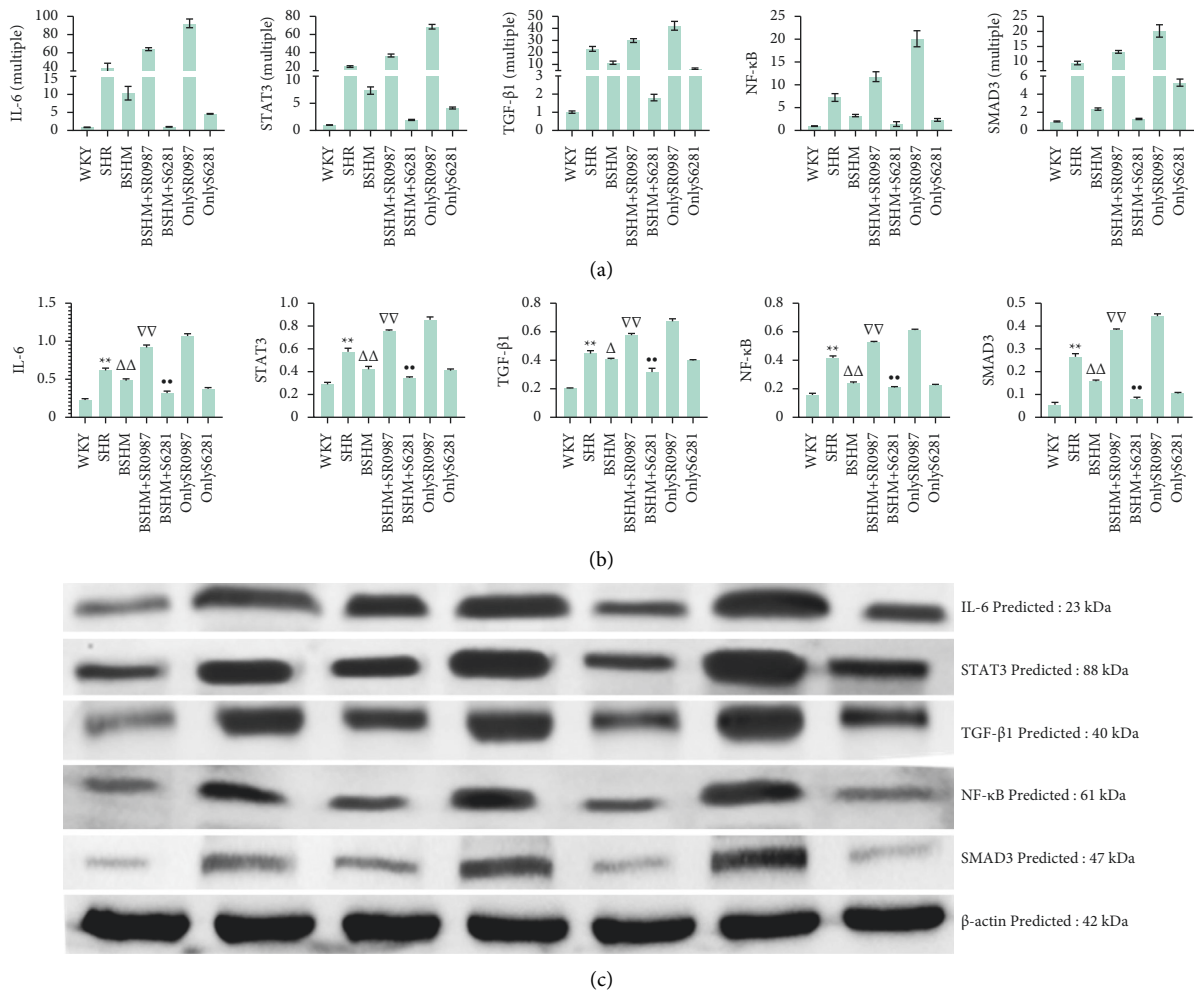 IL-6 (multiple)
100
80
60
40
15
10
5
0
WKY
SHR
BSHM
BSHM+SR0987
BSHM+S6281
OnlySR0987
OnlyS6281
STAT3 (multiple)
80
60
40
20
10
5
0
WKY
SHR
BSHM
BSHM+SR0987
BSHM+S6281
OnlySR0987
OnlyS6281
TGF-β1 (multiple)
50
40
30
20
10
3
2
1
0
WKY
SHR
BSHM
BSHM+SR0987
BSHM+S6281
OnlySR0987
OnlyS6281
NF-κB
25
20
15
10
5
0
WKY
SHR
BSHM
BSHM+SR0987
BSHM+S6281
OnlySR0987
OnlyS6281
SMAD3 (multiple)
25
20
15
10
5
6
4
2
0
WKY
SHR
BSHM
BSHM+SR0987
BSHM+S6281
OnlySR0987
OnlyS6281
(a)
IL-6
1.5
1.0
0.5
0.0
** ΔΔ ∇∇ ••
WKY
SHR
BSHM
BSHM+SR0987
BSHM+S6281
OnlySR0987
OnlyS6281
STAT3
1.0
0.8
0.6
0.4
0.2
0.0
** ΔΔ ∇∇ ••
WKY
SHR
BSHM
BSHM+SR0987
BSHM+S6281
OnlySR0987
OnlyS6281
TGF-β1
0.8
0.6
0.4
0.2
0.0
** Δ ∇∇ ••
WKY
SHR
BSHM
BSHM+SR0987
BSHM+S6281
OnlySR0987
OnlyS6281
NF-κB
0.8
0.6
0.4
0.2
0.0
** ΔΔ ∇∇ ••
WKY
SHR
BSHM
BSHM+SR0987
BSHM+S6281
OnlySR0987
OnlyS6281
SMAD3
0.5
0.4
0.3
0.2
0.1
0.0
** ΔΔ ∇∇ ••
WKY
SHR
BSHM
BSHM+SR0987
BSHM+S6281
OnlySR0987
OnlyS6281
(b)
IL-6 Predicted : 23 kDa
STAT3 Predicted : 88 kDa
TGF-β1 Predicted : 40 kDa
NF-κB Predicted : 61 kDa
SMAD3 Predicted : 47 kDa
β-actin Predicted : 42 kDa
(c)